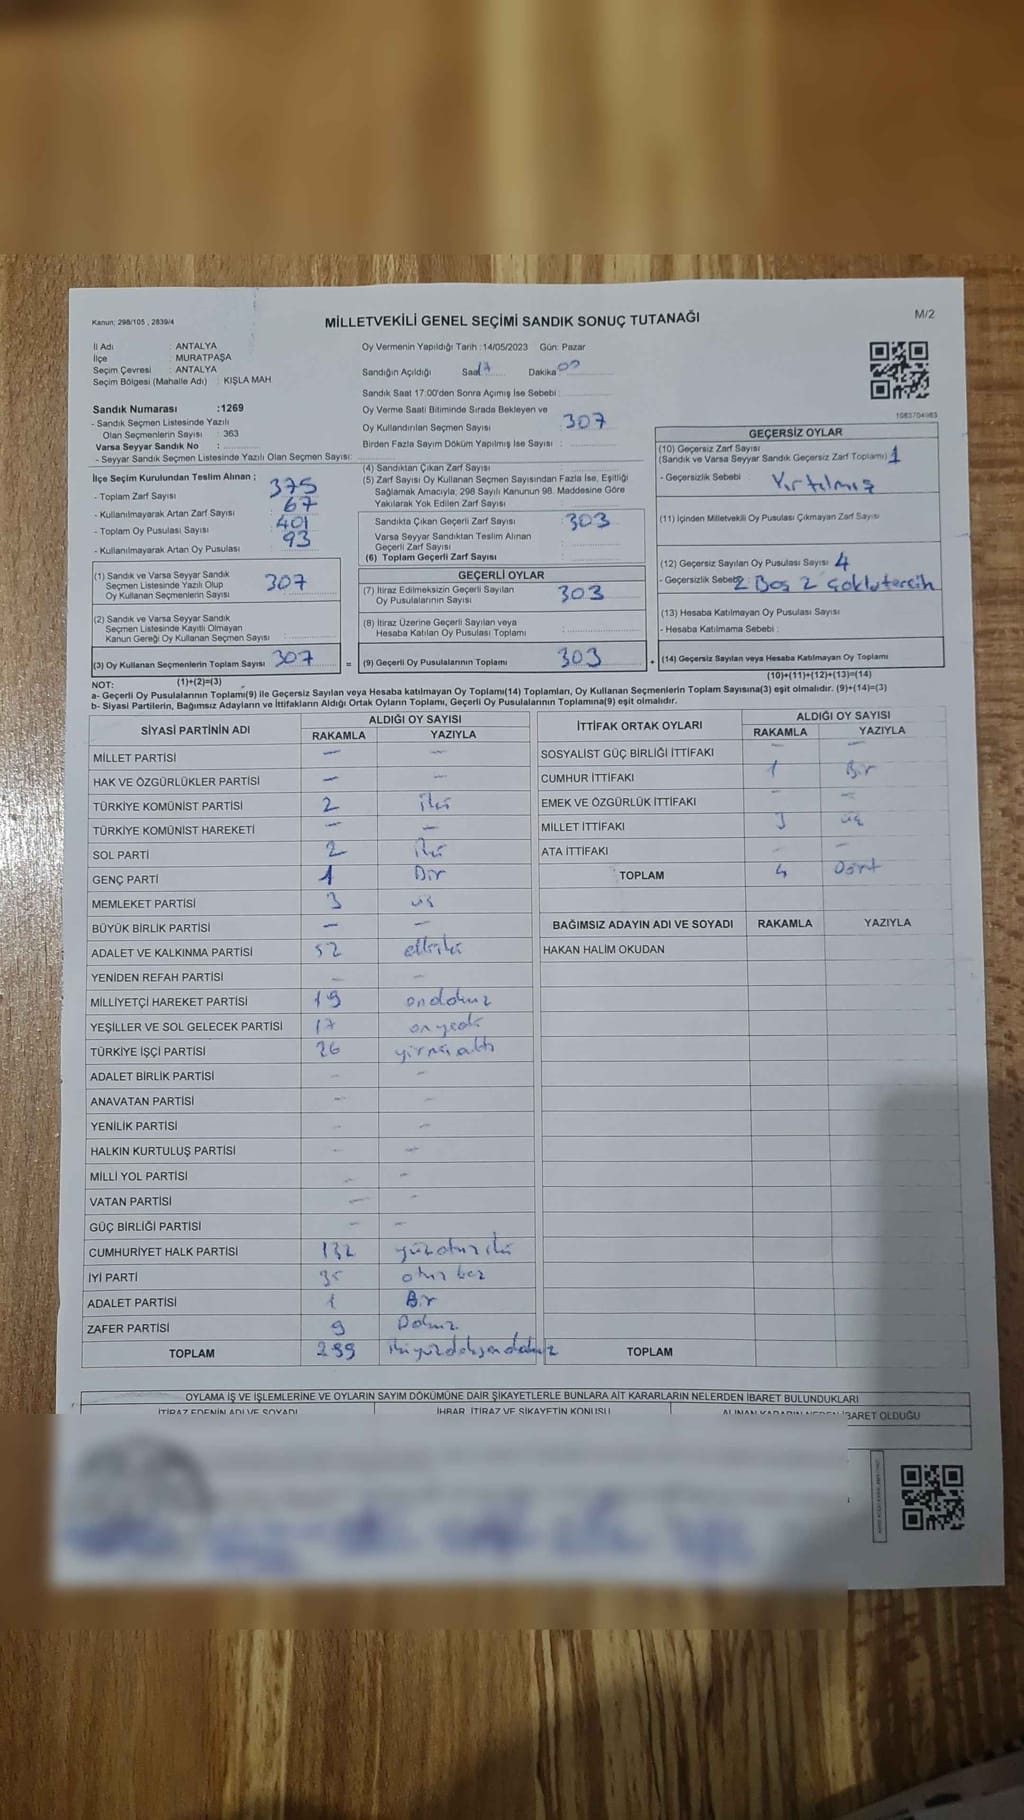 Kanun; 298/105 , 2839/4
MİLLETVEKİLİ GENEL SEÇİMİ SANDIK SONUÇ TUTANAĞI
M/2
İl Adı : ANTALYA
İlçe : MURATPAŞA
Seçim Çevresi : ANTALYA
Seçim Bölgesi (Mahalle Adı) : KIŞLA MAH
Sandık Numarası :1269
- Sandık Seçmen Listesinde Yazılı
Olan Seçmenlerin Sayısı : 363
Varsa Seyyar Sandık No :
- Seyyar Sandık Seçmen Listesinde Yazılı Olan Seçmen Sayısı:
Oy Vermenin Yapıldığı Tarih :14/05/2023 Gün: Pazar
Sandığın Açıldığı Saat 17 Dakika 00
Sandık Saat 17:00'den Sonra Açımış İse Sebebi :
Oy Verme Saati Bitiminde Sırada Bekleyen ve
Oy Kullandırılan Seçmen Sayısı : 307
Birden Fazla Sayım Döküm Yapılmış İse Sayısı :
1083704983
İlçe Seçim Kurulundan Teslim Alınan ;
- Toplam Zarf Sayısı : 375
- Kullanılmayarak Artan Zarf Sayısı : 67
- Toplam Oy Pusulası Sayısı : 401
- Kullanılmayarak Artan Oy Pusulası : 93
(4) Sandıktan Çıkan Zarf Sayısı :
(5) Zarf Sayısı Oy Kullanan Seçmen Sayısından Fazla İse, Eşitliği
Sağlamak Amacıyla; 298 Sayılı Kanunun 98. Maddesine Göre
Yakılarak Yok Edilen Zarf Sayısı :
Sandıkta Çıkan Geçerli Zarf Sayısı : 303
Varsa Seyyar Sandıktan Teslim Alınan
Geçerli Zarf Sayısı
(6) Toplam Geçerli Zarf Sayısı :
GEÇERSİZ OYLAR
(10) Geçersiz Zarf Sayısı
(Sandık ve Varsa Seyyar Sandık Geçersiz Zarf Toplamı) 1
- Geçersizlik Sebebi : Yırtılmış
(11) İçinden Milletvekili Oy Pusulası Çıkmayan Zarf Sayısı
(12) Geçersiz Sayılan Oy Pusulası Sayısı 4
- Geçersizlik Sebebi 2 Boş 2 çoklu tercih
(13) Hesaba Katılmayan Oy Pusulası Sayısı
- Hesaba Katılmama Sebebi :
(14) Geçersiz Sayılan veya Hesaba Katılmayan Oy Toplamı
(10)+(11)+(12)+(13)=(14)
(1) Sandık ve Varsa Seyyar Sandık
Seçmen Listesinde Yazılı Olup
Oy Kullanan Seçmenlerin Sayısı : 307
(2) Sandık ve Varsa Seyyar Sandık
Seçmen Listesinde Kayıtlı Olmayan
Kanun Gereği Oy Kullanan Seçmen Sayısı :
(3) Oy Kullanan Seçmenlerin Toplam Sayısı : 307 =
(1)+(2)=(3)
GEÇERLİ OYLAR
(7) İtiraz Edilmeksizin Geçerli Sayılan
Oy Pusulalarının Sayısı : 303
(8) İtiraz Üzerine Geçerli Sayılan veya
Hesaba Katılan Oy Pusulası Toplamı :
(9) Geçerli Oy Pusulalarının Toplamı : 303 +
NOT:
a- Geçerli Oy Pusulalarının Toplamı(9) ile Geçersiz Sayılan veya Hesaba katılmayan Oy Toplamı(14) Toplamları, Oy Kullanan Seçmenlerin Toplam Sayısına(3) eşit olmalıdır. (9)+(14)=(3)
b- Siyasi Partilerin, Bağımsız Adayların ve İttifakların Aldığı Ortak Oyların Toplamı, Geçerli Oy Pusulalarının Toplamına(9) eşit olmalıdır.
SİYASİ PARTİNİN ADI ALDIĞI OY SAYISI
RAKAMLA YAZIYLA
MİLLET PARTİSİ — —
HAK VE ÖZGÜRLÜKLER PARTİSİ — —
TÜRKİYE KOMÜNİST PARTİSİ 2 İki
TÜRKİYE KOMÜNİST HAREKETİ — —
SOL PARTİ 2 İki
GENÇ PARTİ 1 Bir
MEMLEKET PARTİSİ 3 üç
BÜYÜK BİRLİK PARTİSİ — —
ADALET VE KALKINMA PARTİSİ 52 elliiki
YENİDEN REFAH PARTİSİ — —
MİLLİYETÇİ HAREKET PARTİSİ 19 ondokuz
YEŞİLLER VE SOL GELECEK PARTİSİ 17 onyedi
TÜRKİYE İŞÇİ PARTİSİ 26 yirmialtı
ADALET BİRLİK PARTİSİ — —
ANAVATAN PARTİSİ — —
YENİLİK PARTİSİ — —
HALKIN KURTULUŞ PARTİSİ — —
MİLLİ YOL PARTİSİ — —
VATAN PARTİSİ — —
GÜÇ BİRLİĞİ PARTİSİ — —
CUMHURİYET HALK PARTİSİ 132 yüzotuziki
İYİ PARTİ 35 otuz beş
ADALET PARTİSİ 1 Bir
ZAFER PARTİSİ 9 Dokuz
TOPLAM 299 ikiyüzdoksandokuz
İTTİFAK ORTAK OYLARI ALDIĞI OY SAYISI
RAKAMLA YAZIYLA
SOSYALİST GÜÇ BİRLİĞİ İTTİFAKI — —
CUMHUR İTTİFAKI 1 Bir
EMEK VE ÖZGÜRLÜK İTTİFAKI — —
MİLLET İTTİFAKI 3 üç
ATA İTTİFAKI — —
TOPLAM 4 Dört
BAĞIMSIZ ADAYIN ADI VE SOYADI RAKAMLA YAZIYLA
HAKAN HALİM OKUDAN
TOPLAM
OYLAMA İŞ VE İŞLEMLERİNE VE OYLARIN SAYIM DÖKÜMÜNE DAİR ŞİKAYETLERLE BUNLARA AİT KARARLARIN NELERDEN İBARET BULUNDUKLARI
İTİRAZ EDENİN ADI VE SOYADI İHBAR, İTİRAZ VE ŞİKAYETİN KONUSU ALINAN KARARIN NEDEN İBARET OLDUĞU